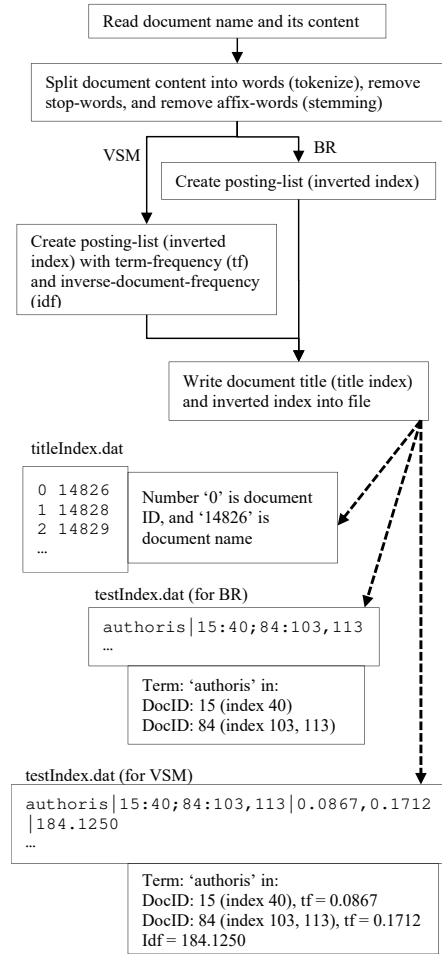 Read document name and its content
Split document content into words (tokenize), remove
stop-words, and remove affix-words (stemming)
VSM
BR
Create posting-list (inverted index)
Create posting-list (inverted
index) with term-frequency (tf)
and inverse-document-frequency
(idf)
Write document title (title index)
and inverted index into file
titleIndex.dat
0 14826
1 14828
2 14829
…
Number ‘0’ is document
ID, and ‘14826’ is
document name
testIndex.dat (for BR)
authoris|15:40;84:103,113
…
Term: ‘authoris’ in:
DocID: 15 (index 40)
DocID: 84 (index 103, 113)
testIndex.dat (for VSM)
authoris|15:40;84:103,113|0.0867,0.1712
|184.1250
…
Term: ‘authoris’ in:
DocID: 15 (index 40), tf = 0.0867
DocID: 84 (index 103, 113), tf = 0.1712
Idf = 184.1250